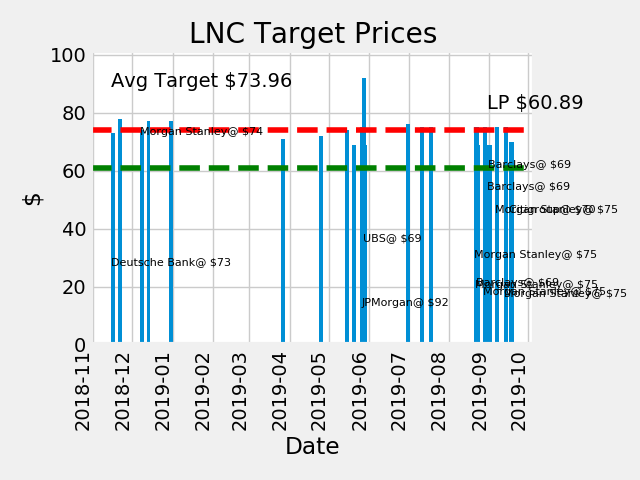 LNC Target Prices
100
80
60
40
20
0
$
Avg Target $73.96
LP $60.89
Morgan Stanley@ $74
Barclays@ $69
Barclays@ $69
Morgan Stanley@ $75
Citigroup@ $70
UBS@ $69
Morgan Stanley@ $75
Deutsche Bank@ $73
Barclays@ $69
Morgan Stanley@ $75
Morgan Stanley@ $75
Morgan Stanley@ $75
JPMorgan@ $92
2018-11
2018-12
2019-01
2019-02
2019-03
2019-04
2019-05
2019-06
2019-07
2019-08
2019-09
2019-10
Date